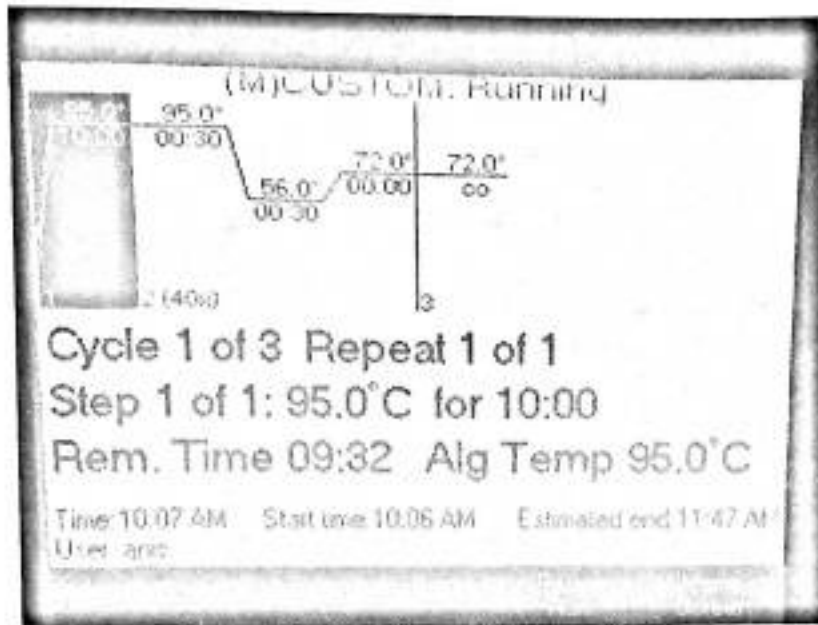 (M)CUSTOM: Running
95.0° 72.0° 72.0°
00:30 00:00 ∞
56.0°
00:30
2 (40x) 3
Cycle 1 of 3 Repeat 1 of 1
Step 1 of 1: 95.0°C for 10:00
Rem. Time 09:32 Alg Temp 95.0°C
Time: 10:07 AM Start time: 10:06 AM Estimated end: 11:47 AM
User: